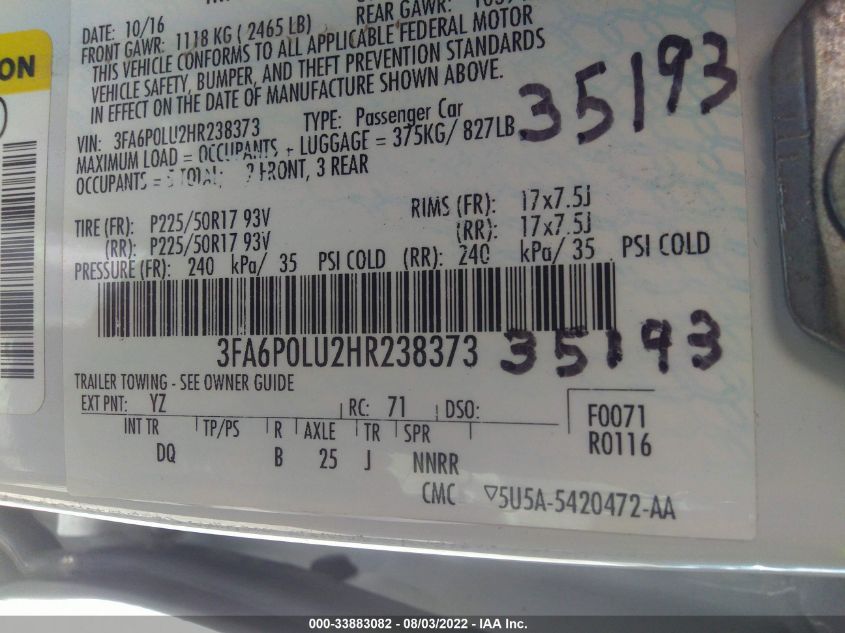 DATE: 10/16
FRONT GAWR: 1118 KG (2465 LB)
REAR GAWR:
THIS VEHICLE CONFORMS TO ALL APPLICABLE FEDERAL MOTOR
VEHICLE SAFETY, BUMPER, AND THEFT PREVENTION STANDARDS
IN EFFECT ON THE DATE OF MANUFACTURE SHOWN ABOVE.
VIN: 3FA6P0LU2HR238373 TYPE: Passenger Car
35193
MAXIMUM LOAD = OCCUPANTS + LUGGAGE = 375KG/ 827LB
OCCUPANTS = 5 TOTAL; 2 FRONT, 3 REAR
TIRE (FR): P225/50R17 93V RIMS (FR): 17x7.5J
(RR): P225/50R17 93V (RR): 17x7.5J
PRESSURE (FR): 240 kPa/ 35 PSI COLD (RR): 240 kPa/ 35 PSI COLD
3FA6P0LU2HR238373 35193
TRAILER TOWING - SEE OWNER GUIDE
EXT PNT: YZ RC: 71 DSO:
F0071
R0116
INT TR TP/PS R AXLE TR SPR
DQ B 25 J NNRR
CMC ▽5U5A-5420472-AA
ON
000-33883082 - 08/03/2022 - IAA Inc.